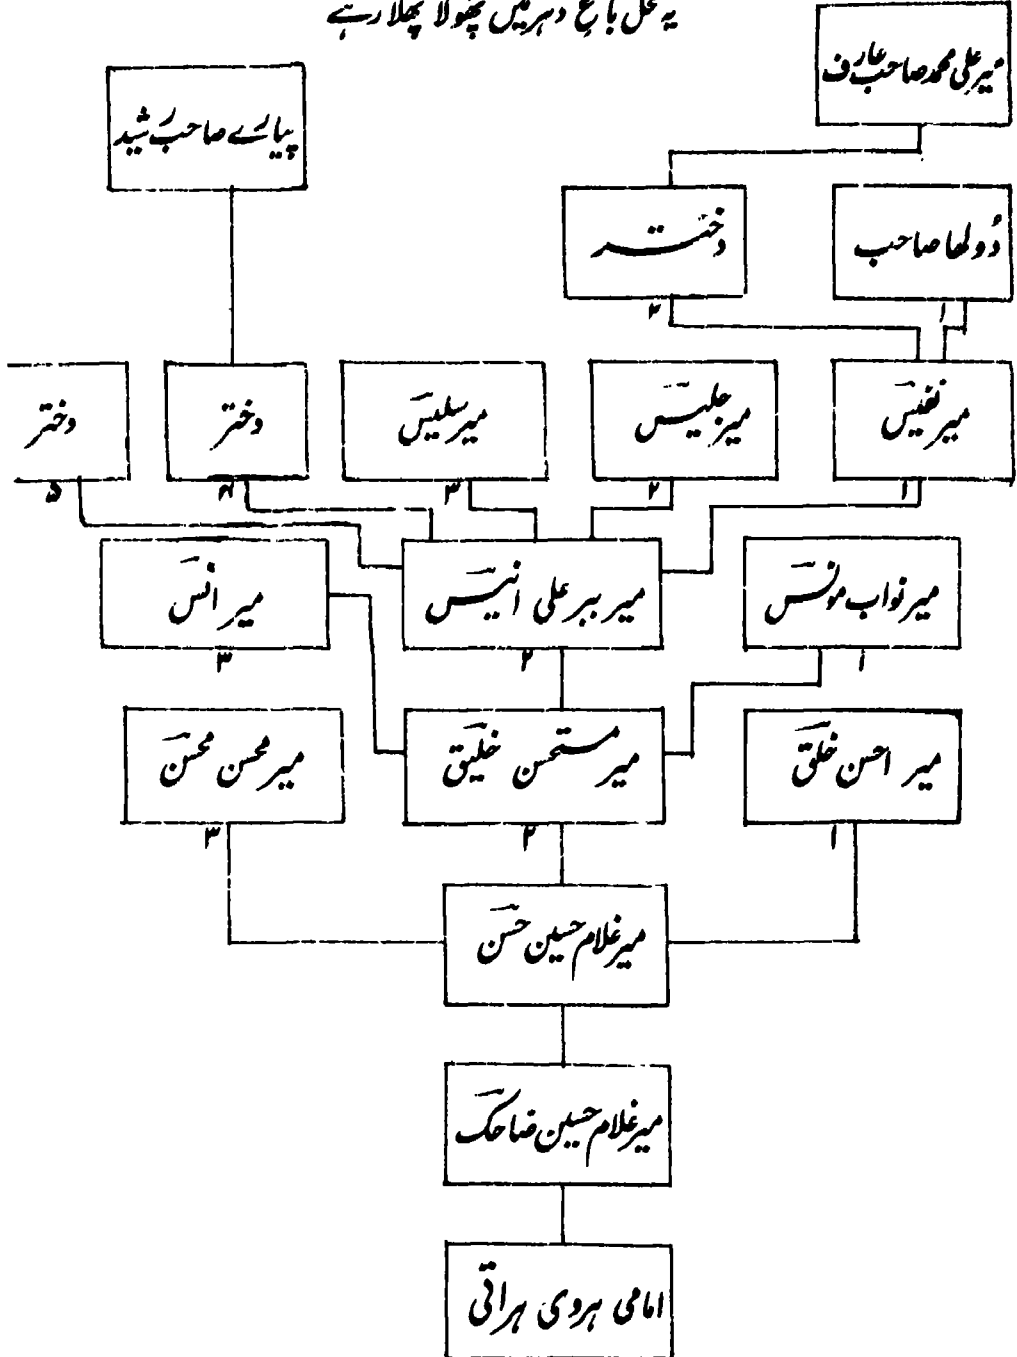 یہ نخل باغِ دہر میں پھولا پھلا رہے
میر علی محمد صاحب عارف
پیارے صاحب رشید
دُولھا صاحب
۱
دختر
۲
میر نفیس
۱
میر جلیس
۲
میر سلیس
۳
دختر
۴
دختر
۵
میر نواب مونس
۱
میر ببر علی انیس
۲
میر انس
۳
میر احسن خلق
۱
میر مستحسن خلیق
۲
میر محسن محسن
۳
میر غلام حسین حسن
میر غلام حسین ضاحک
امامی ہروی ہراتی